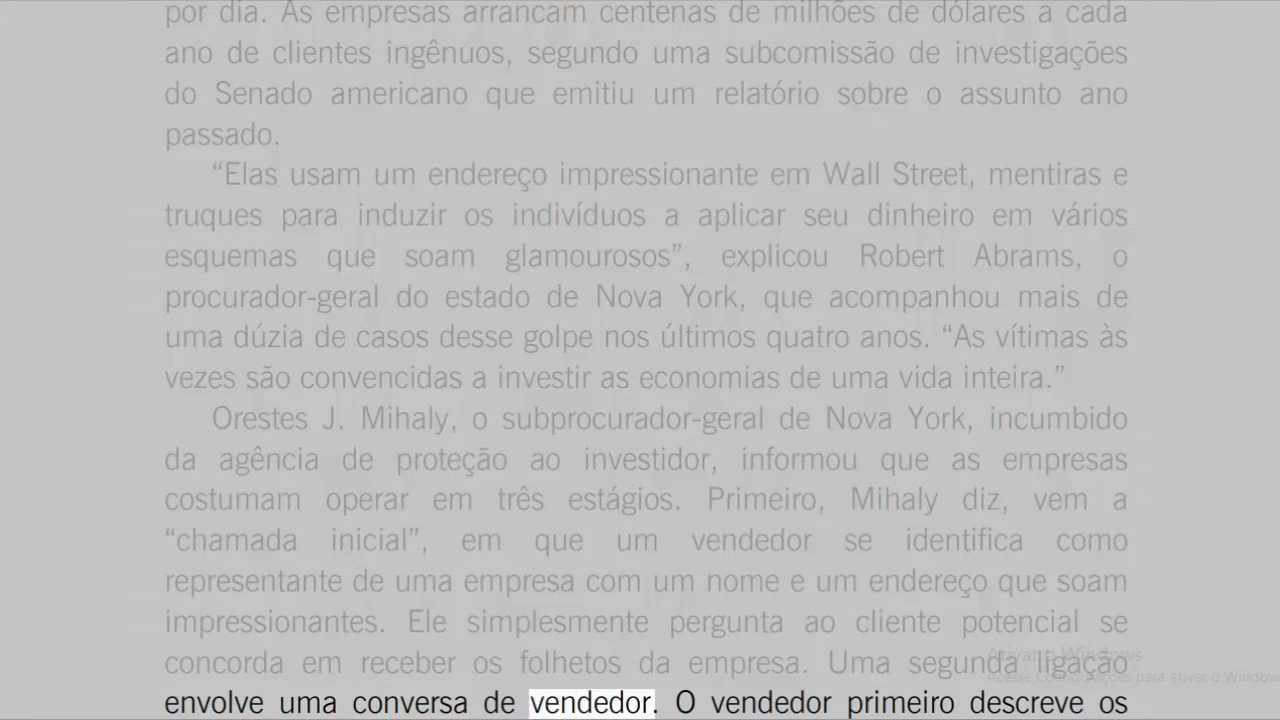 por dia. As empresas arrancam centenas de milhões de dólares a cada
ano de clientes ingênuos, segundo uma subcomissão de investigações
do Senado americano que emitiu um relatório sobre o assunto ano
passado.
“Elas usam um endereço impressionante em Wall Street, mentiras e
truques para induzir os indivíduos a aplicar seu dinheiro em vários
esquemas que soam glamourosos”, explicou Robert Abrams, o
procurador-geral do estado de Nova York, que acompanhou mais de
uma dúzia de casos desse golpe nos últimos quatro anos. “As vítimas às
vezes são convencidas a investir as economias de uma vida inteira.”
Orestes J. Mihaly, o subprocurador-geral de Nova York, incumbido
da agência de proteção ao investidor, informou que as empresas
costumam operar em três estágios. Primeiro, Mihaly diz, vem a
“chamada inicial”, em que um vendedor se identifica como
representante de uma empresa com um nome e um endereço que soam
impressionantes. Ele simplesmente pergunta ao cliente potencial se
concorda em receber os folhetos da empresa. Uma segunda ligação
envolve uma conversa de vendedor. O vendedor primeiro descreve os
Ativar o Windows
Acesse Configurações para ativar o Window